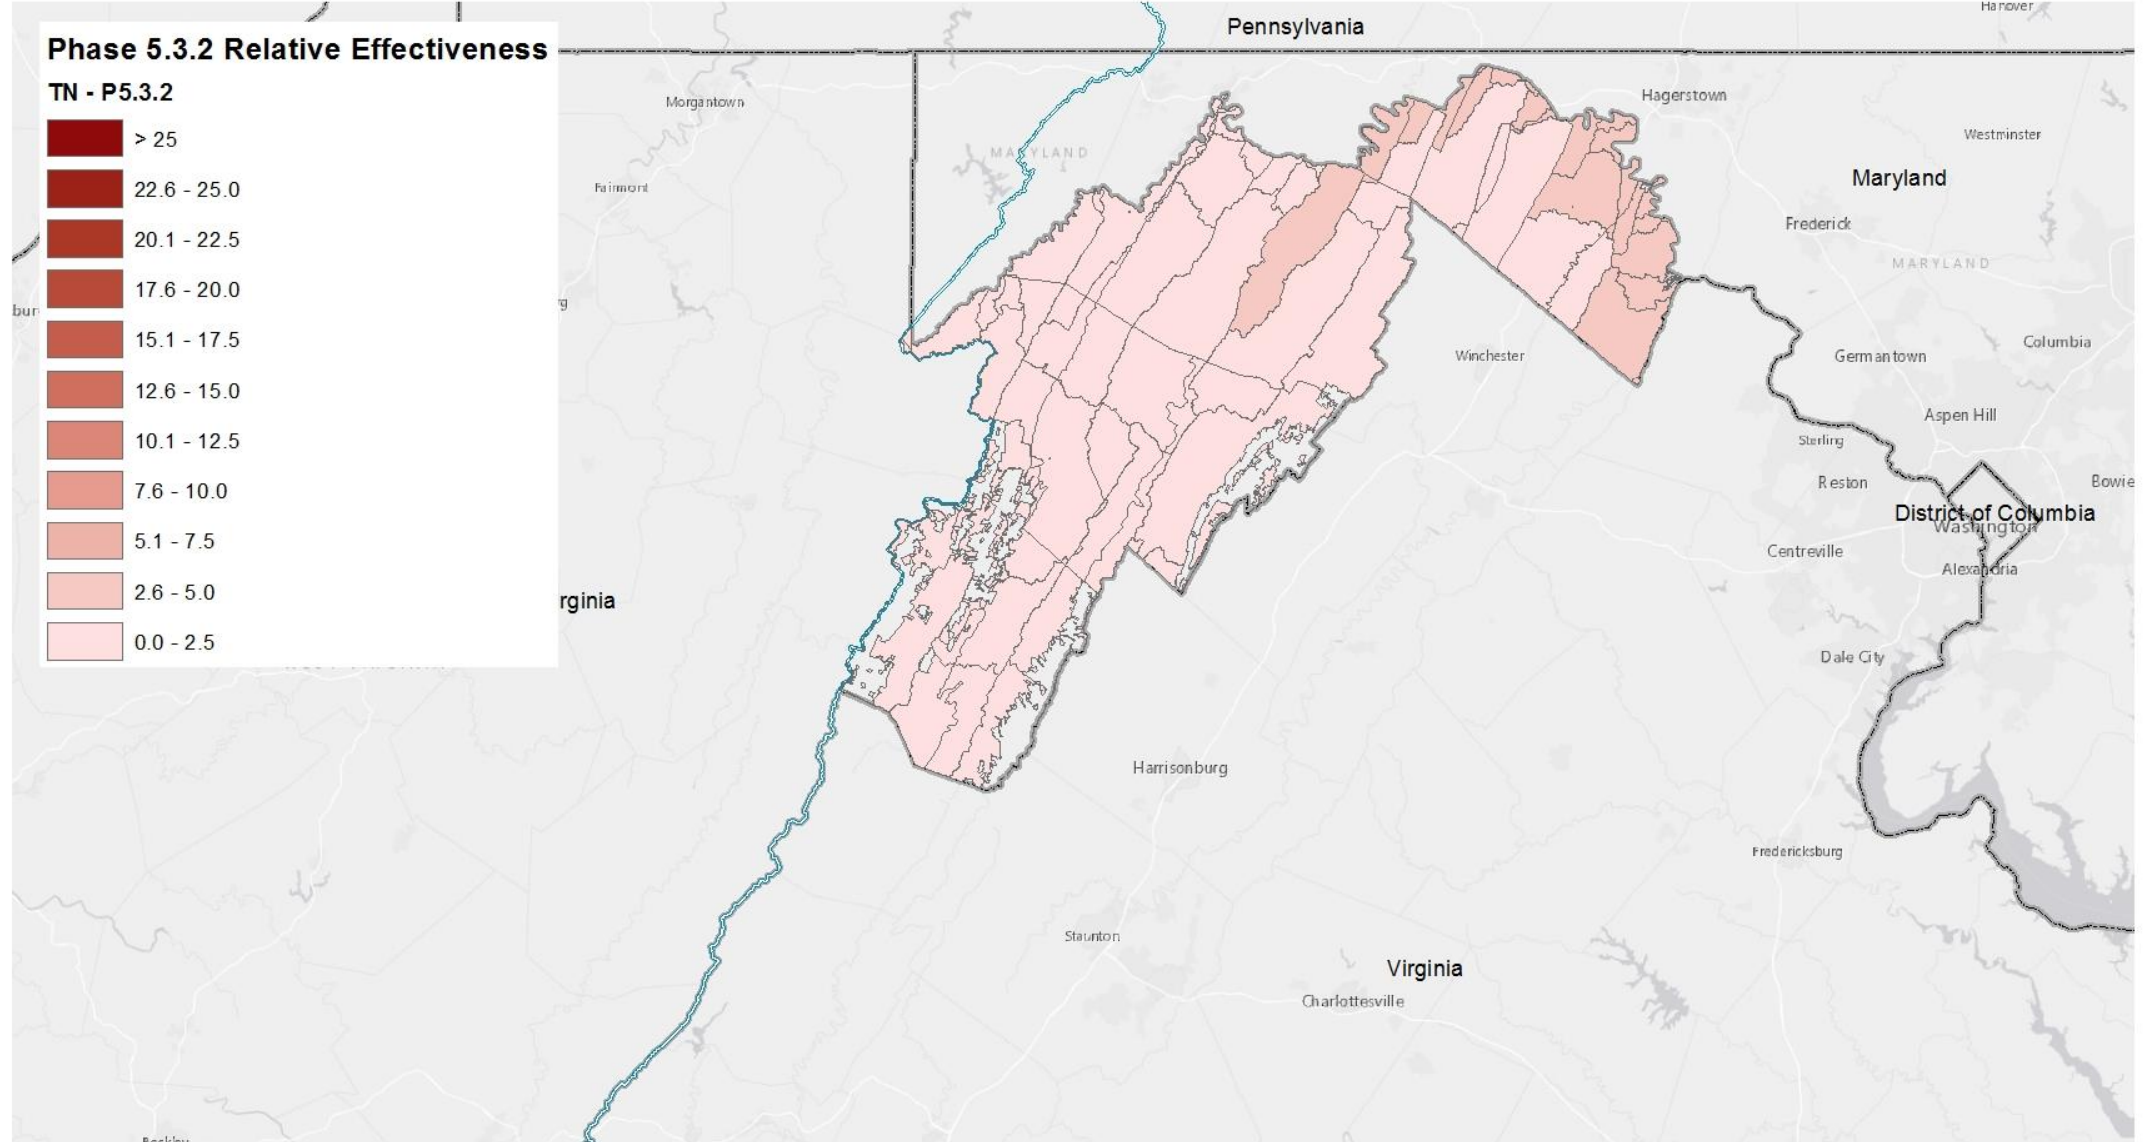 Phase 5.3.2 Relative Effectiveness
TN - P5.3.2
> 25
22.6 - 25.0
20.1 - 22.5
17.6 - 20.0
15.1 - 17.5
12.6 - 15.0
10.1 - 12.5
7.6 - 10.0
5.1 - 7.5
2.6 - 5.0
0.0 - 2.5
Pennsylvania
Hanover
Morgantown
Hagerstown
Westminster
MARYLAND
Fairmont
Maryland
Frederick
MARYLAND
bur
rg
Winchester
Germantown
Columbia
Aspen Hill
Sterling
Reston
Bowie
District of Columbia
Washington
Centreville
Alexandria
rginia
Dale City
Harrisonburg
Fredericksburg
Staunton
Virginia
Charlottesville